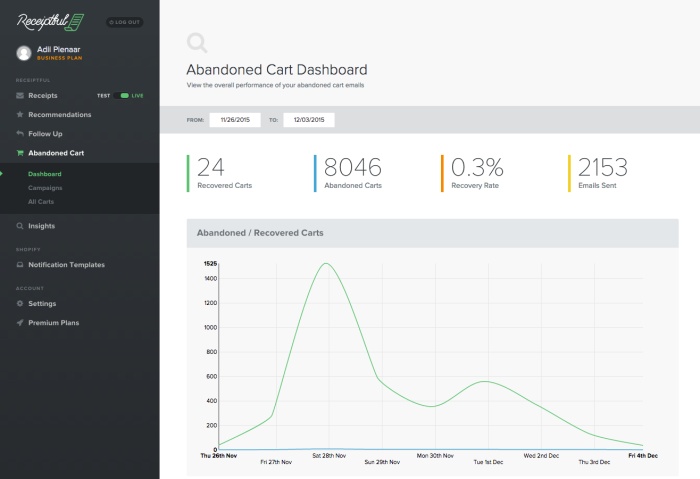 Receiptful
LOG OUT
Adii Pienaar
BUSINESS PLAN
RECEIPTFUL
Receipts TEST LIVE
Recommendations
Follow Up
Abandoned Cart
Dashboard
Campaigns
All Carts
Insights
SHOPIFY
Notification Templates
ACCOUNT
Settings
Premium Plans
Abandoned Cart Dashboard
View the overall performance of your abandoned cart emails
FROM: 11/26/2015 TO: 12/03/2015
24
Recovered Carts
8046
Abandoned Carts
0.3%
Recovery Rate
2153
Emails Sent
Abandoned / Recovered Carts
1525
1400
1200
1000
800
600
400
200
0
Thu 26th Nov
Fri 27th Nov
Sat 28th Nov
Sun 29th Nov
Mon 30th Nov
Tue 1st Dec
Wed 2nd Dec
Thu 3rd Dec
Fri 4th Dec